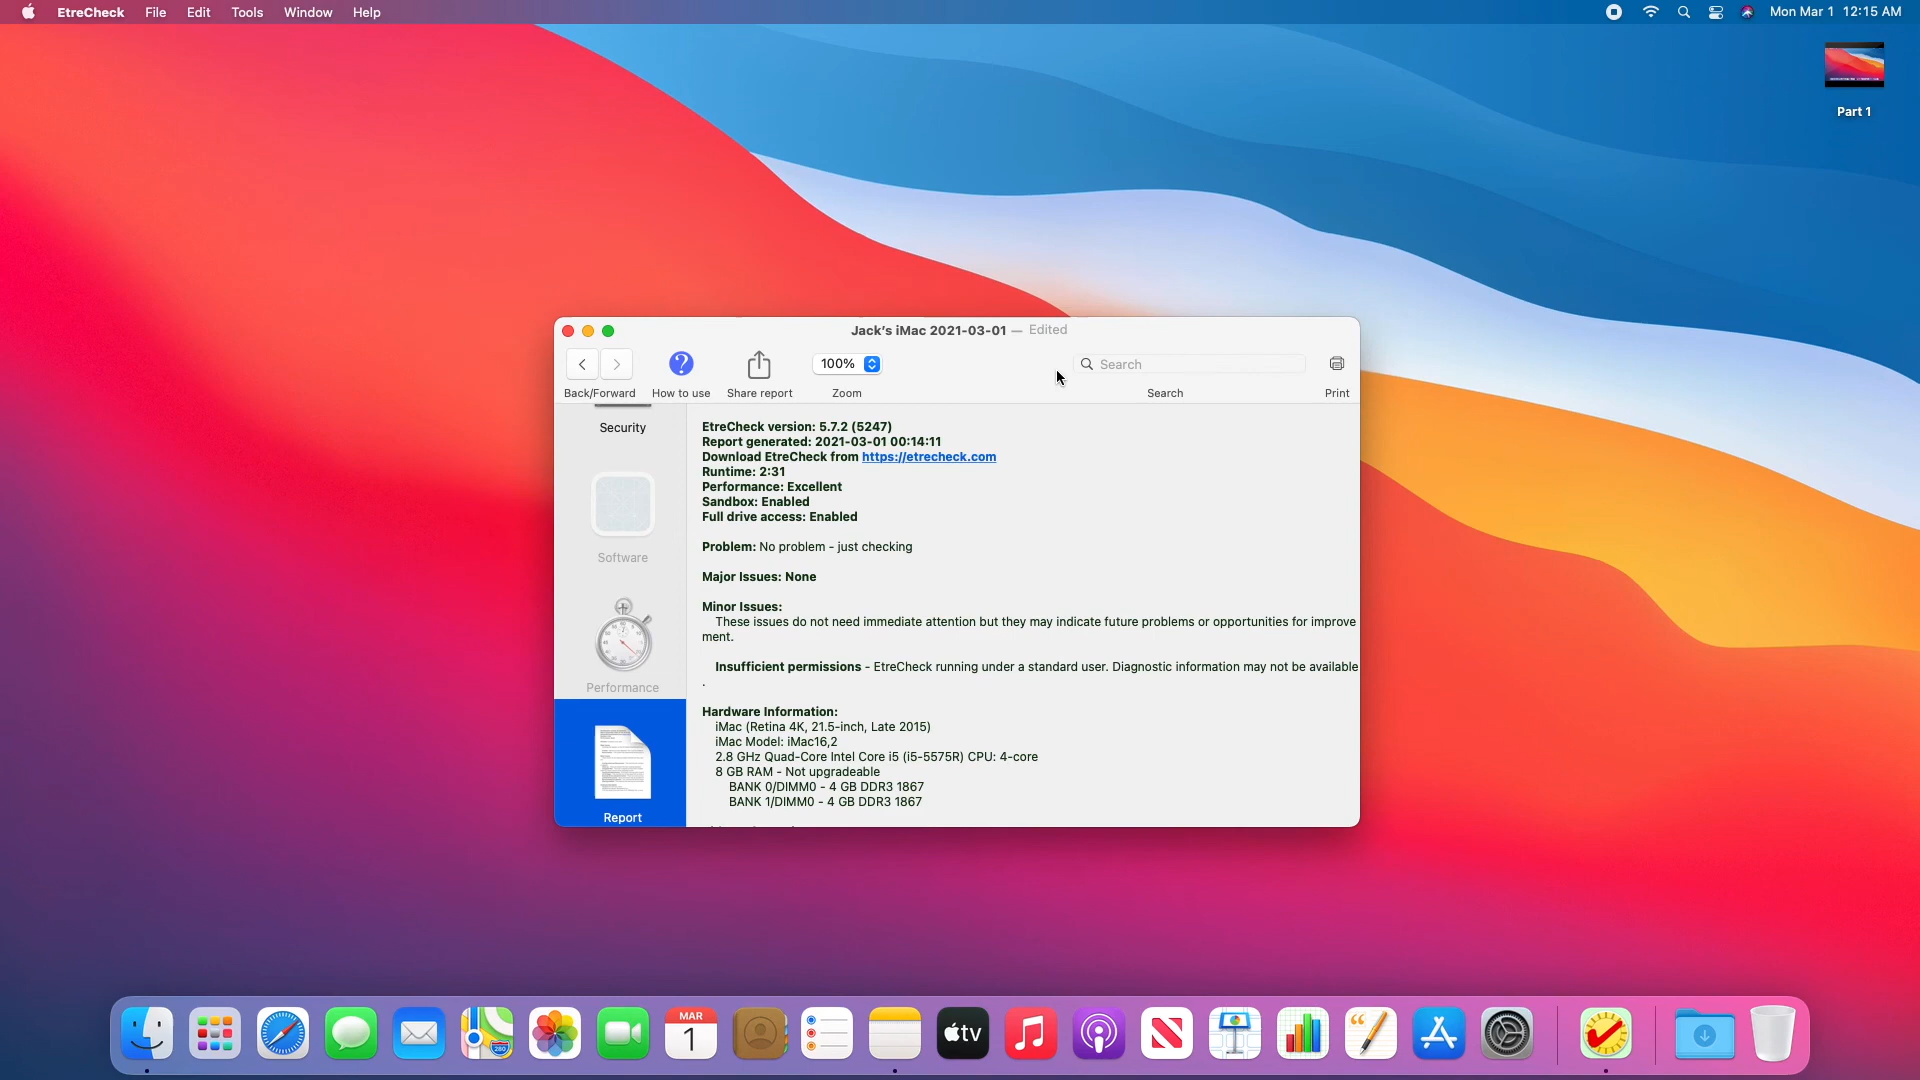 EtreCheck File Edit Tools Window Help
Mon Mar 1 12:15 AM
Part 1
Jack's iMac 2021-03-01 — Edited
100%
Search
Back/Forward How to use Share report Zoom Search Print
Security
Software
Performance
Report
EtreCheck version: 5.7.2 (5247)
Report generated: 2021-03-01 00:14:11
Download EtreCheck from https://etrecheck.com
Runtime: 2:31
Performance: Excellent
Sandbox: Enabled
Full drive access: Enabled
Problem: No problem - just checking
Major Issues: None
Minor Issues:
These issues do not need immediate attention but they may indicate future problems or opportunities for improve
ment.
Insufficient permissions - EtreCheck running under a standard user. Diagnostic information may not be available
.
Hardware Information:
iMac (Retina 4K, 21.5-inch, Late 2015)
iMac Model: iMac16,2
2.8 GHz Quad-Core Intel Core i5 (i5-5575R) CPU: 4-core
8 GB RAM - Not upgradeable
BANK 0/DIMM0 - 4 GB DDR3 1867
BANK 1/DIMM0 - 4 GB DDR3 1867
280
MAR
1
tv